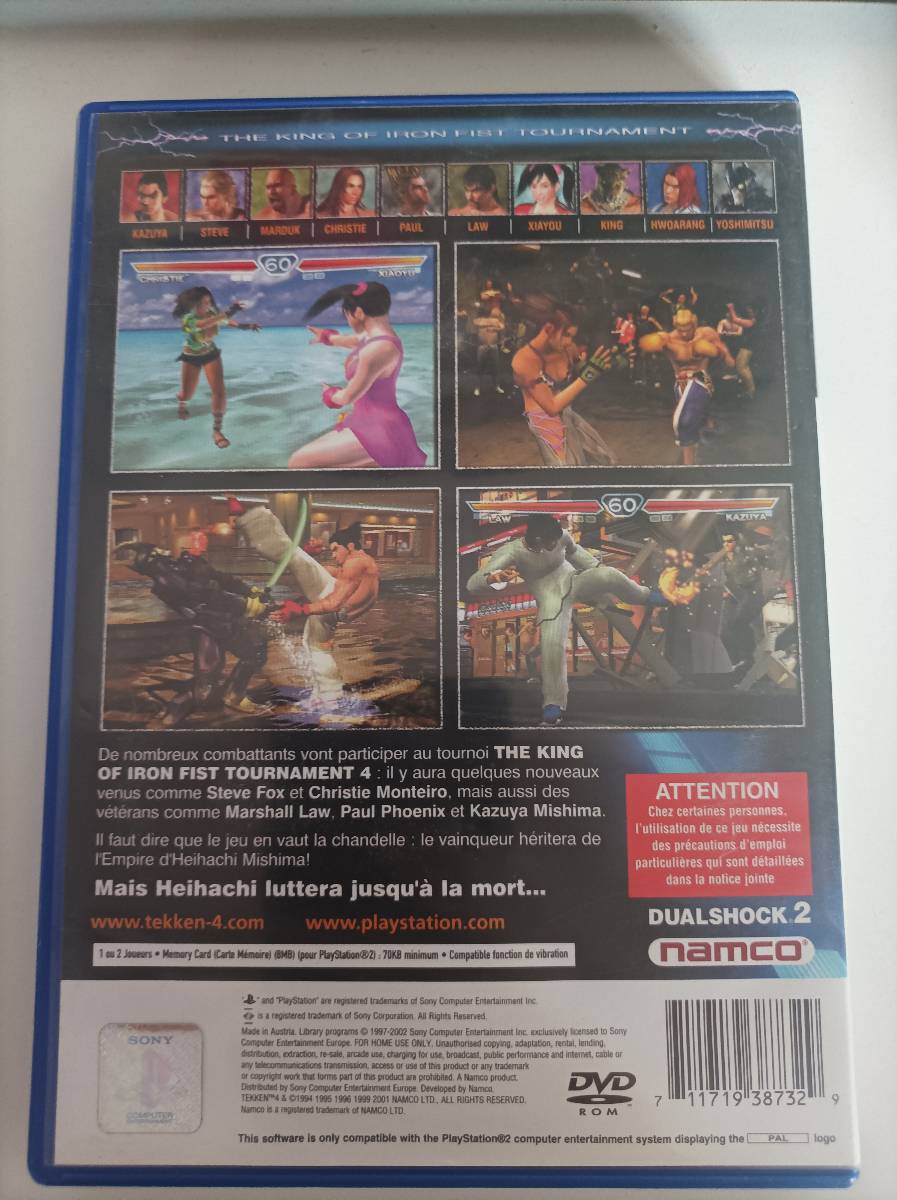 THE KING OF IRON FIST TOURNAMENT
KAZUYA | STEVE | MARDUK | CHRISTIE | PAUL | LAW | XIAYOU | KING | HWOARANG | YOSHIMITSU
60
CHRISTIE XIAOYU
60
LAW KAZUYA
De nombreux combattants vont participer au tournoi THE KING
OF IRON FIST TOURNAMENT 4 : il y aura quelques nouveaux
venus comme Steve Fox et Christie Monteiro, mais aussi des
vétérans comme Marshall Law, Paul Phoenix et Kazuya Mishima.
Il faut dire que le jeu en vaut la chandelle : le vainqueur héritera de
l'Empire d'Heihachi Mishima!
Mais Heihachi luttera jusqu'à la mort...
www.tekken-4.com www.playstation.com
1 ou 2 Joueurs • Memory Card (Carte Mémoire) (8MB) (pour PlayStation®2) : 70KB minimum • Compatible fonction de vibration
ATTENTION
Chez certaines personnes,
l'utilisation de ce jeu nécessite
des précautions d'emploi
particulières qui sont détaillées
dans la notice jointe
DUALSHOCK 2
namco®
SONY
COMPUTER
ENTERTAINMENT
" " and "PlayStation" are registered trademarks of Sony Computer Entertainment Inc.
is a registered trademark of Sony Corporation. All Rights Reserved.
Made in Austria. Library programs © 1997-2002 Sony Computer Entertainment Inc. exclusively licensed to Sony
Computer Entertainment Europe. FOR HOME USE ONLY. Unauthorised copying, adaptation, rental, lending,
distribution, extraction, re-sale, arcade use, charging for use, broadcast, public performance and internet, cable or
any telecommunications transmission, access or use of this product or any trademark
or copyright work that forms part of this product are prohibited. A Namco product.
Distributed by Sony Computer Entertainment Europe. Developed by Namco.
TEKKEN™4 & ©1994 1995 1996 1999 2001 NAMCO LTD., ALL RIGHTS RESERVED.
Namco is a registered trademark of NAMCO LTD.
DVD
ROM
7 11719 38732 9
This software is only compatible with the PlayStation®2 computer entertainment system displaying the PAL logo